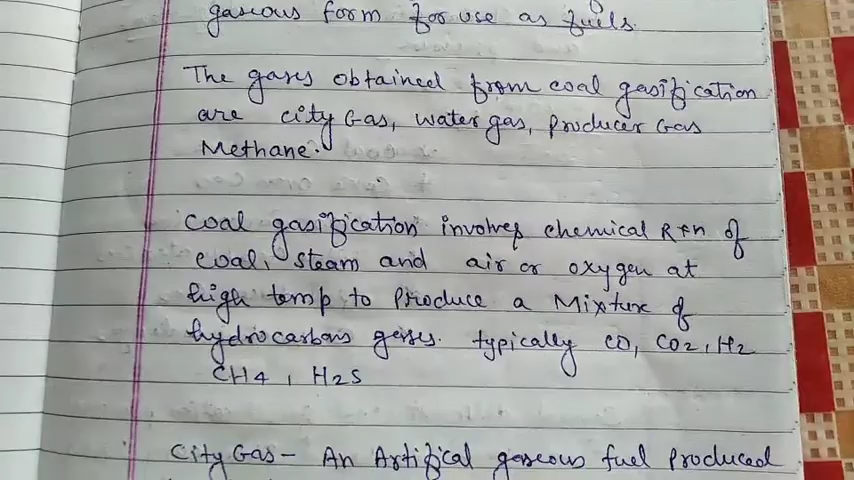 gaseous form for use as fuels.
The gases obtained from coal gasification
are city Gas, water gas, Producer Gas
Methane.
Coal gasification involves chemical Rxn of
coal, steam and air or oxygen at
high temp to Produce a Mixture of
hydrocarbons gases. typically CO, CO2, H2
CH4, H2S
City Gas - An Artifical gaseous fuel Produced